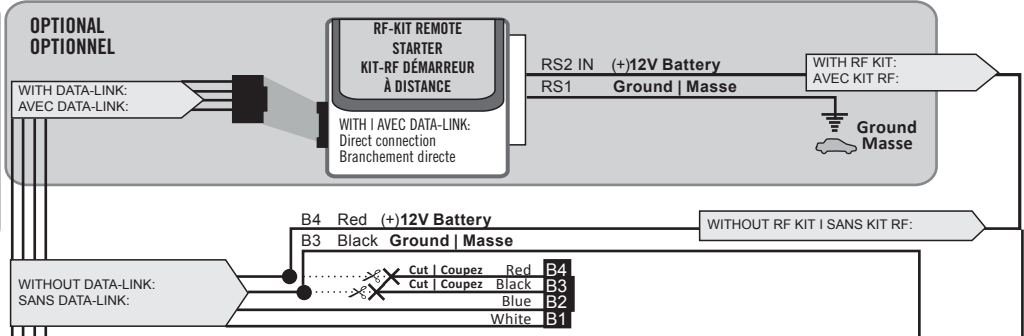 OPTIONAL
OPTIONNEL
RF-KIT REMOTE
STARTER
KIT-RF DÉMARREUR
À DISTANCE
WITH | AVEC DATA-LINK:
Direct connection
Branchement directe
WITH DATA-LINK:
AVEC DATA-LINK:
RS2 IN (+)12V Battery
RS1 Ground | Masse
WITH RF KIT:
AVEC KIT RF:
Ground
Masse
B4 Red (+)12V Battery
B3 Black Ground | Masse
WITHOUT RF KIT | SANS KIT RF:
WITHOUT DATA-LINK:
SANS DATA-LINK:
Cut | Coupez Red B4
Cut | Coupez Black B3
Blue B2
White B1